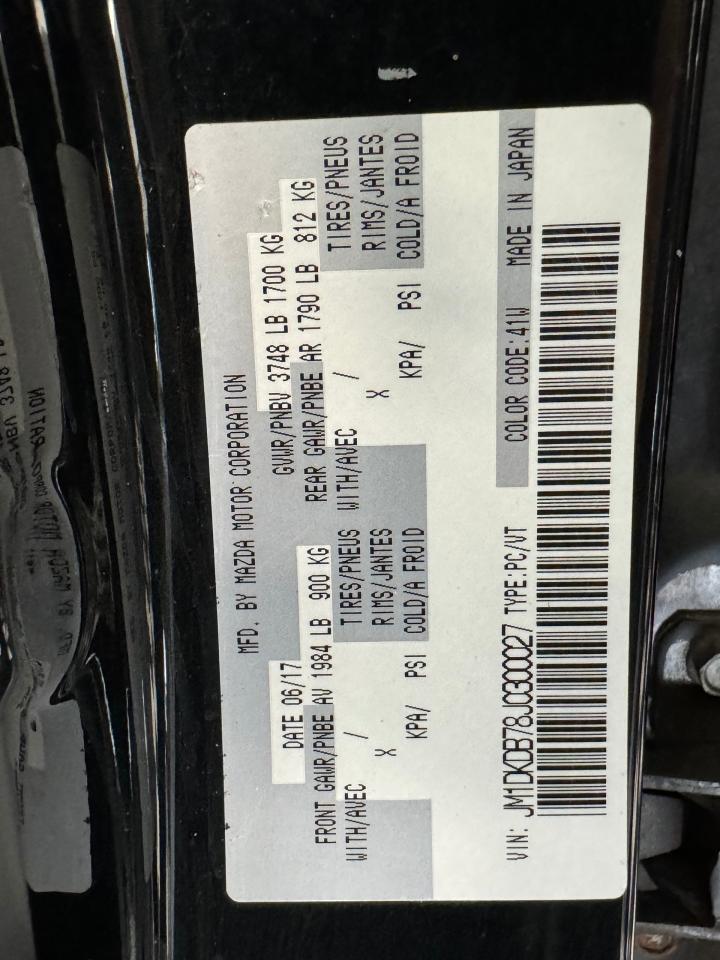 MFD. BY MAZDA MOTOR CORPORATION
DATE 06/17
GVWR/PNBV 3748 LB 1700 KG
FRONT GAWR/PNBE AV 1984 LB 900 KG
REAR GAWR/PNBE AR 1790 LB 812 KG
WITH/AVEC / TIRES/PNEUS
WITH/AVEC / TIRES/PNEUS
X RIMS/JANTES
X RIMS/JANTES
KPA/ PSI COLD/A FROID
KPA/ PSI COLD/A FROID
COLOR CODE:41W MADE IN JAPAN
VIN: JM1DKDB78J0300027 TYPE:PC/VT